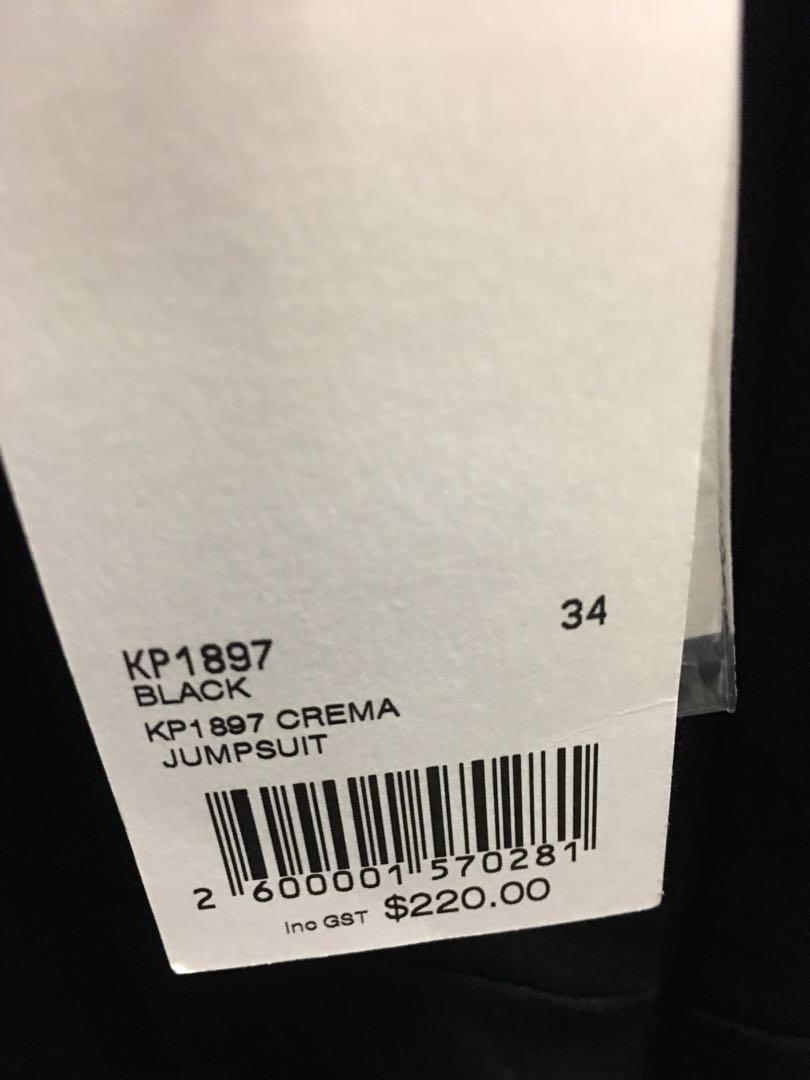 34
KP1897
BLACK
KP1897 CREMA
JUMPSUIT
2 600001 570281
Inc GST $220.00